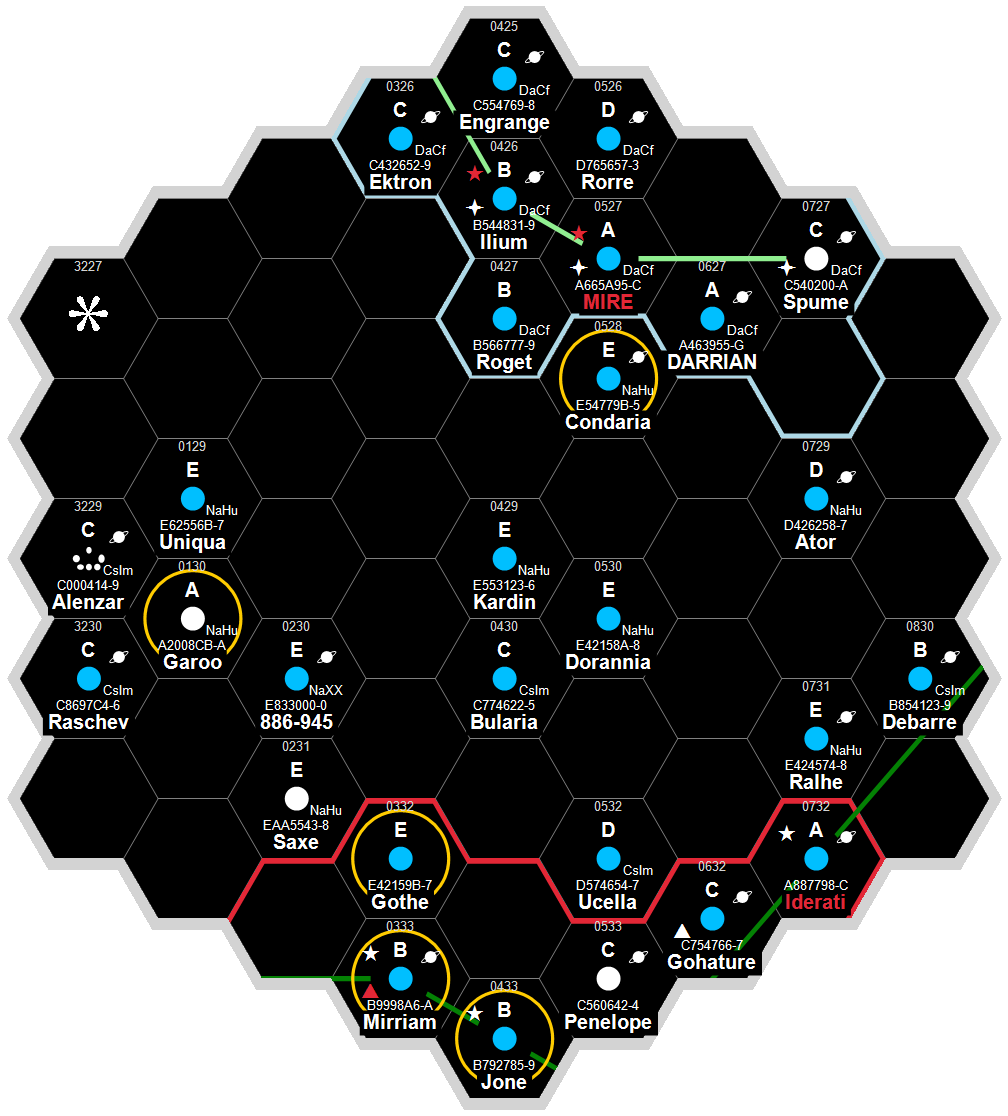 0425
C
DaCf
C554769-8
Engrange
0326
C
DaCf
C432652-9
Ektron
0526
D
DaCf
D765657-3
Rorre
0426
B
DaCf
B544831-9
Ilium
0527
A
DaCf
A665A95-C
MIRE
0727
C
DaCf
C540200-A
Spume
3227
0427
B
DaCf
B566777-9
Roget
0627
A
DaCf
A463955-G
DARRIAN
0528
E
NaHu
E54779B-5
Condaria
0129
E
NaHu
E62556B-7
Uniqua
0729
D
NaHu
D426258-7
Ator
3229
C
CsIm
C000414-9
Alenzar
0429
E
NaHu
E553123-6
Kardin
0130
A
NaHu
A2008CB-A
Garoo
0530
E
NaHu
E42158A-8
Dorannia
3230
C
CsIm
C8697C4-6
Raschev
0230
E
NaXX
E833000-0
886-945
0430
C
CsIm
C774622-5
Bularia
0830
B
CsIm
B854123-9
Debarre
0731
E
NaHu
E424574-8
Ralhe
0231
E
NaHu
EAA5543-8
Saxe
0332
E
E42159B-7
Gothe
0532
D
CsIm
D574654-7
Ucella
0732
A
A887798-C
Iderati
0632
C
C754766-7
Gohature
0333
B
B9998A6-A
Mirriam
0533
C
C560642-4
Penelope
0433
B
B792785-9
Jone